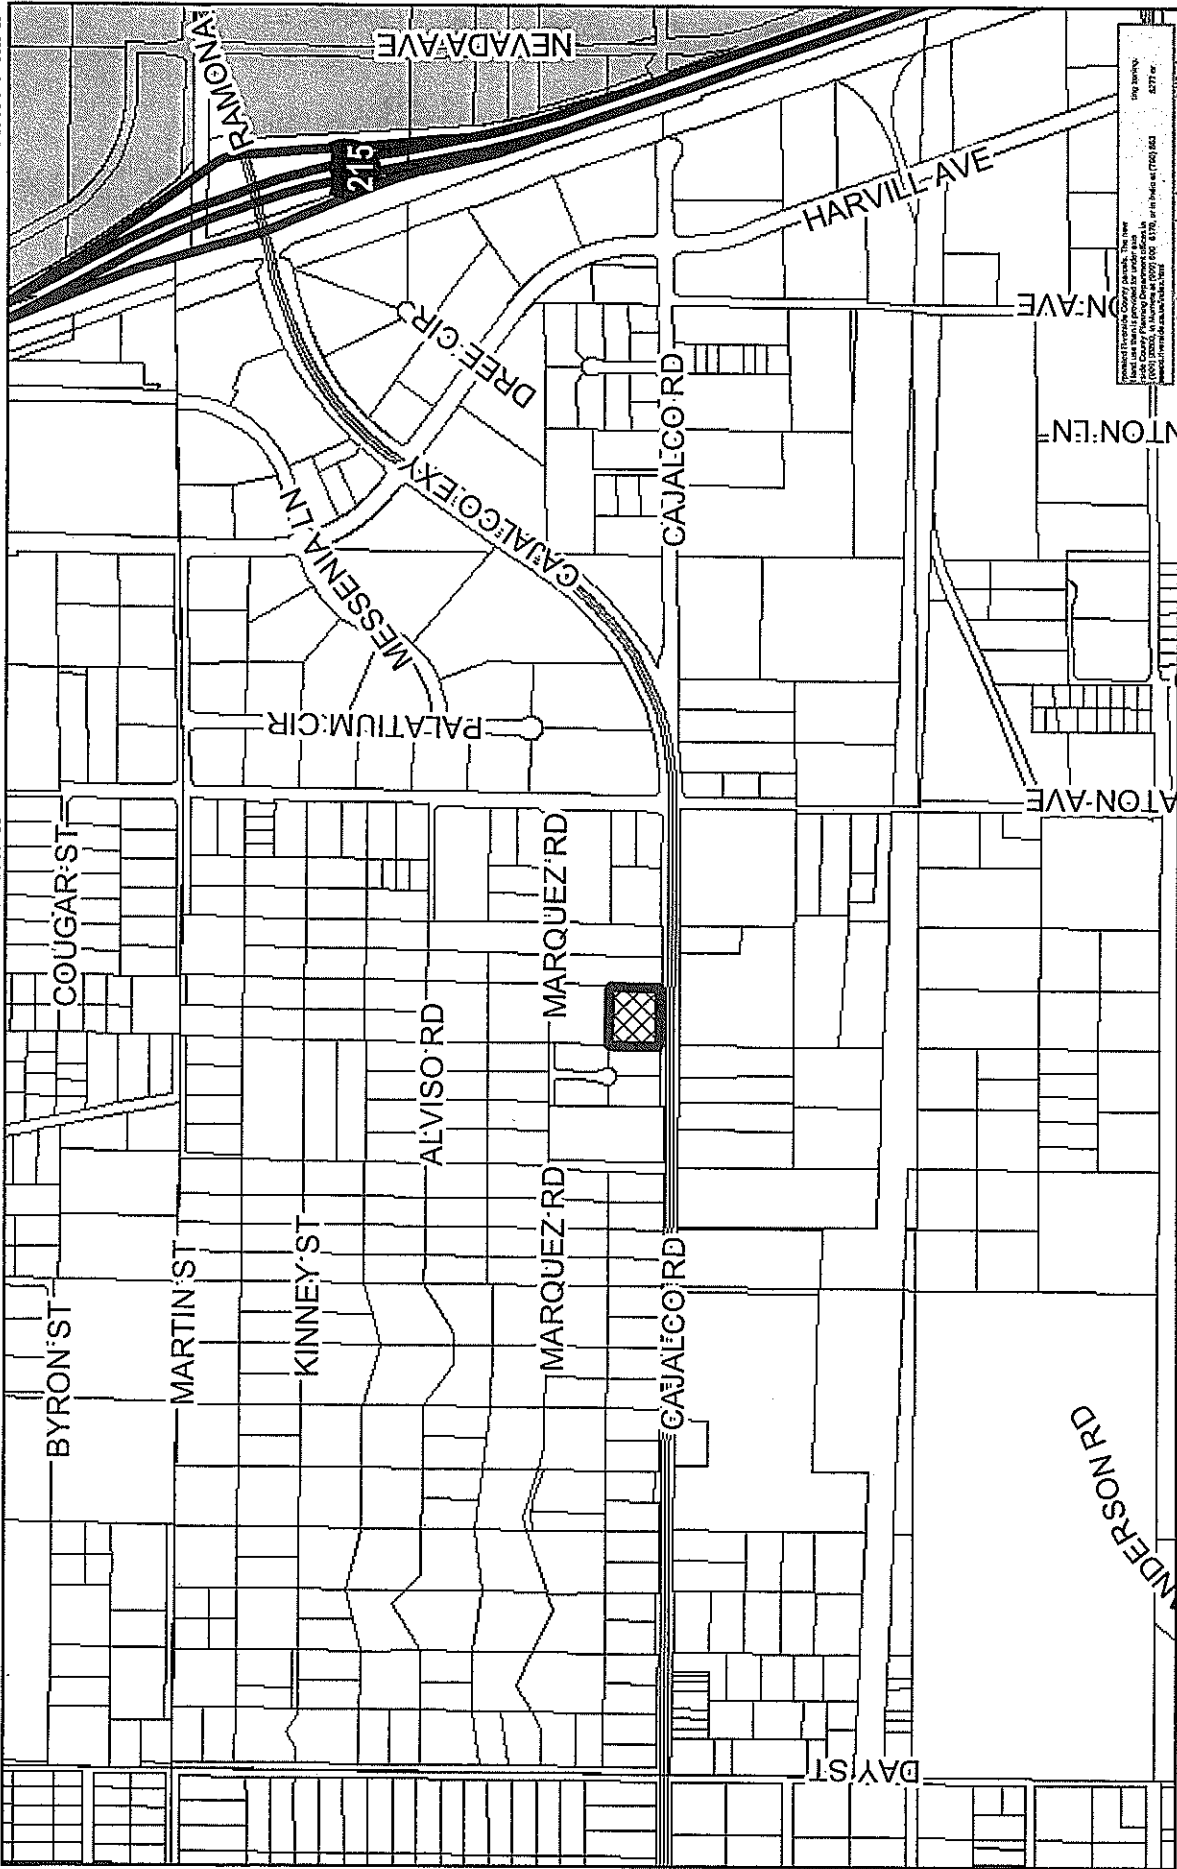 RAMONA
NEVADA AVE
215
COUGAR ST
BYRON ST
MARTIN ST
KINNEY ST
MESSENIA LN
PALATIUM CIR
DREE CIR
CAJALCO EXY
HARVILL AVE
ALVISO RD
MARQUEZ RD
MARQUEZ RD
CAJALCO RD
CAJALCO RD
ON AVE
NTON LN
ATON AVE
DAY ST
NDERSON RD